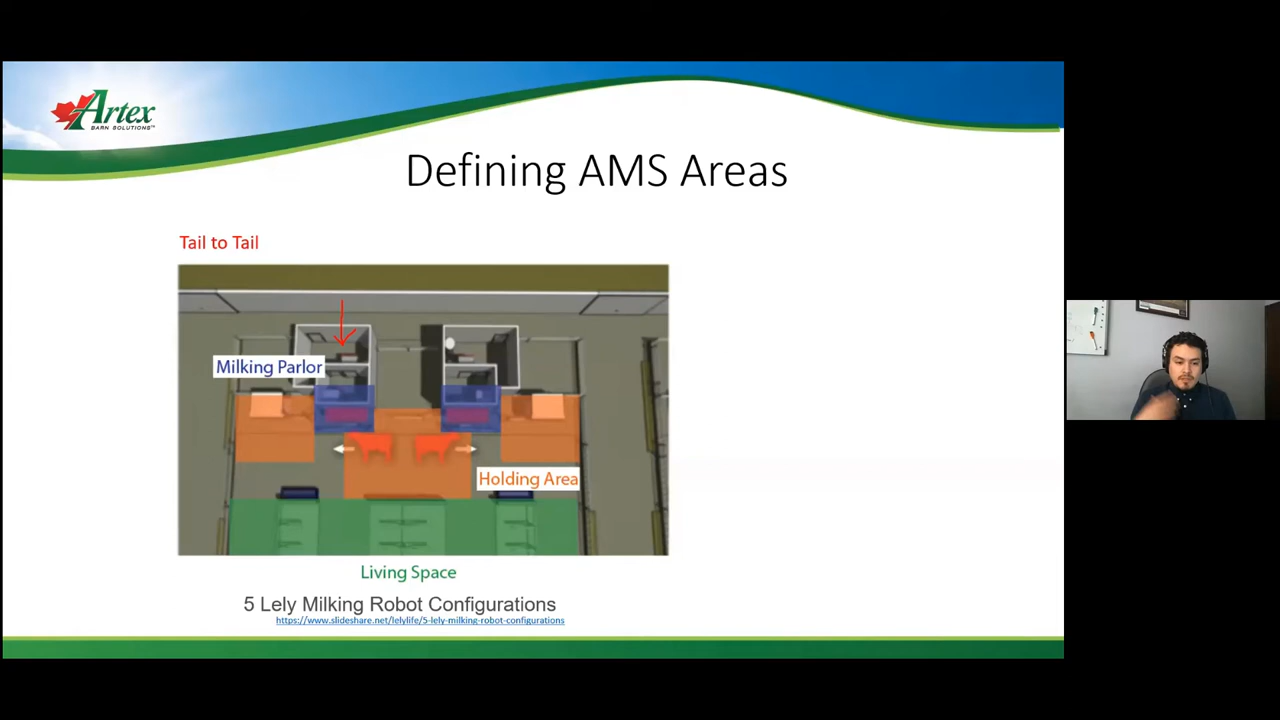 Artex
BARN SOLUTIONS™
Defining AMS Areas
Tail to Tail
Milking Parlor
Holding Area
Living Space
5 Lely Milking Robot Configurations
https://www.slideshare.net/lelylife/5-lely-milking-robot-configurations